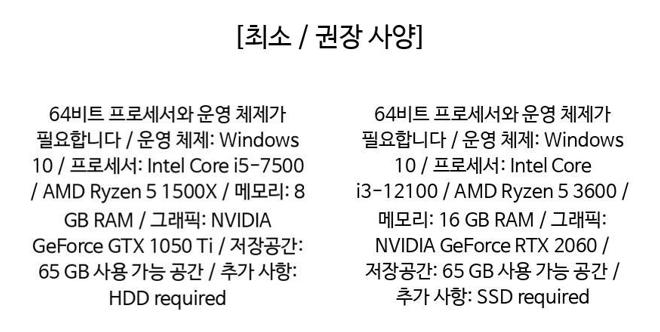 [최소 / 권장 사양]
64비트 프로세서와 운영 체제가
필요합니다 / 운영 체제: Windows
10 / 프로세서: Intel Core i5-7500
/ AMD Ryzen 5 1500X / 메모리: 8
GB RAM / 그래픽: NVIDIA
GeForce GTX 1050 Ti / 저장공간:
65 GB 사용 가능 공간 / 추가 사항:
HDD required
64비트 프로세서와 운영 체제가
필요합니다 / 운영 체제: Windows
10 / 프로세서: Intel Core
i3-12100 / AMD Ryzen 5 3600 /
메모리: 16 GB RAM / 그래픽:
NVIDIA GeForce RTX 2060 /
저장공간: 65 GB 사용 가능 공간 /
추가 사항: SSD required